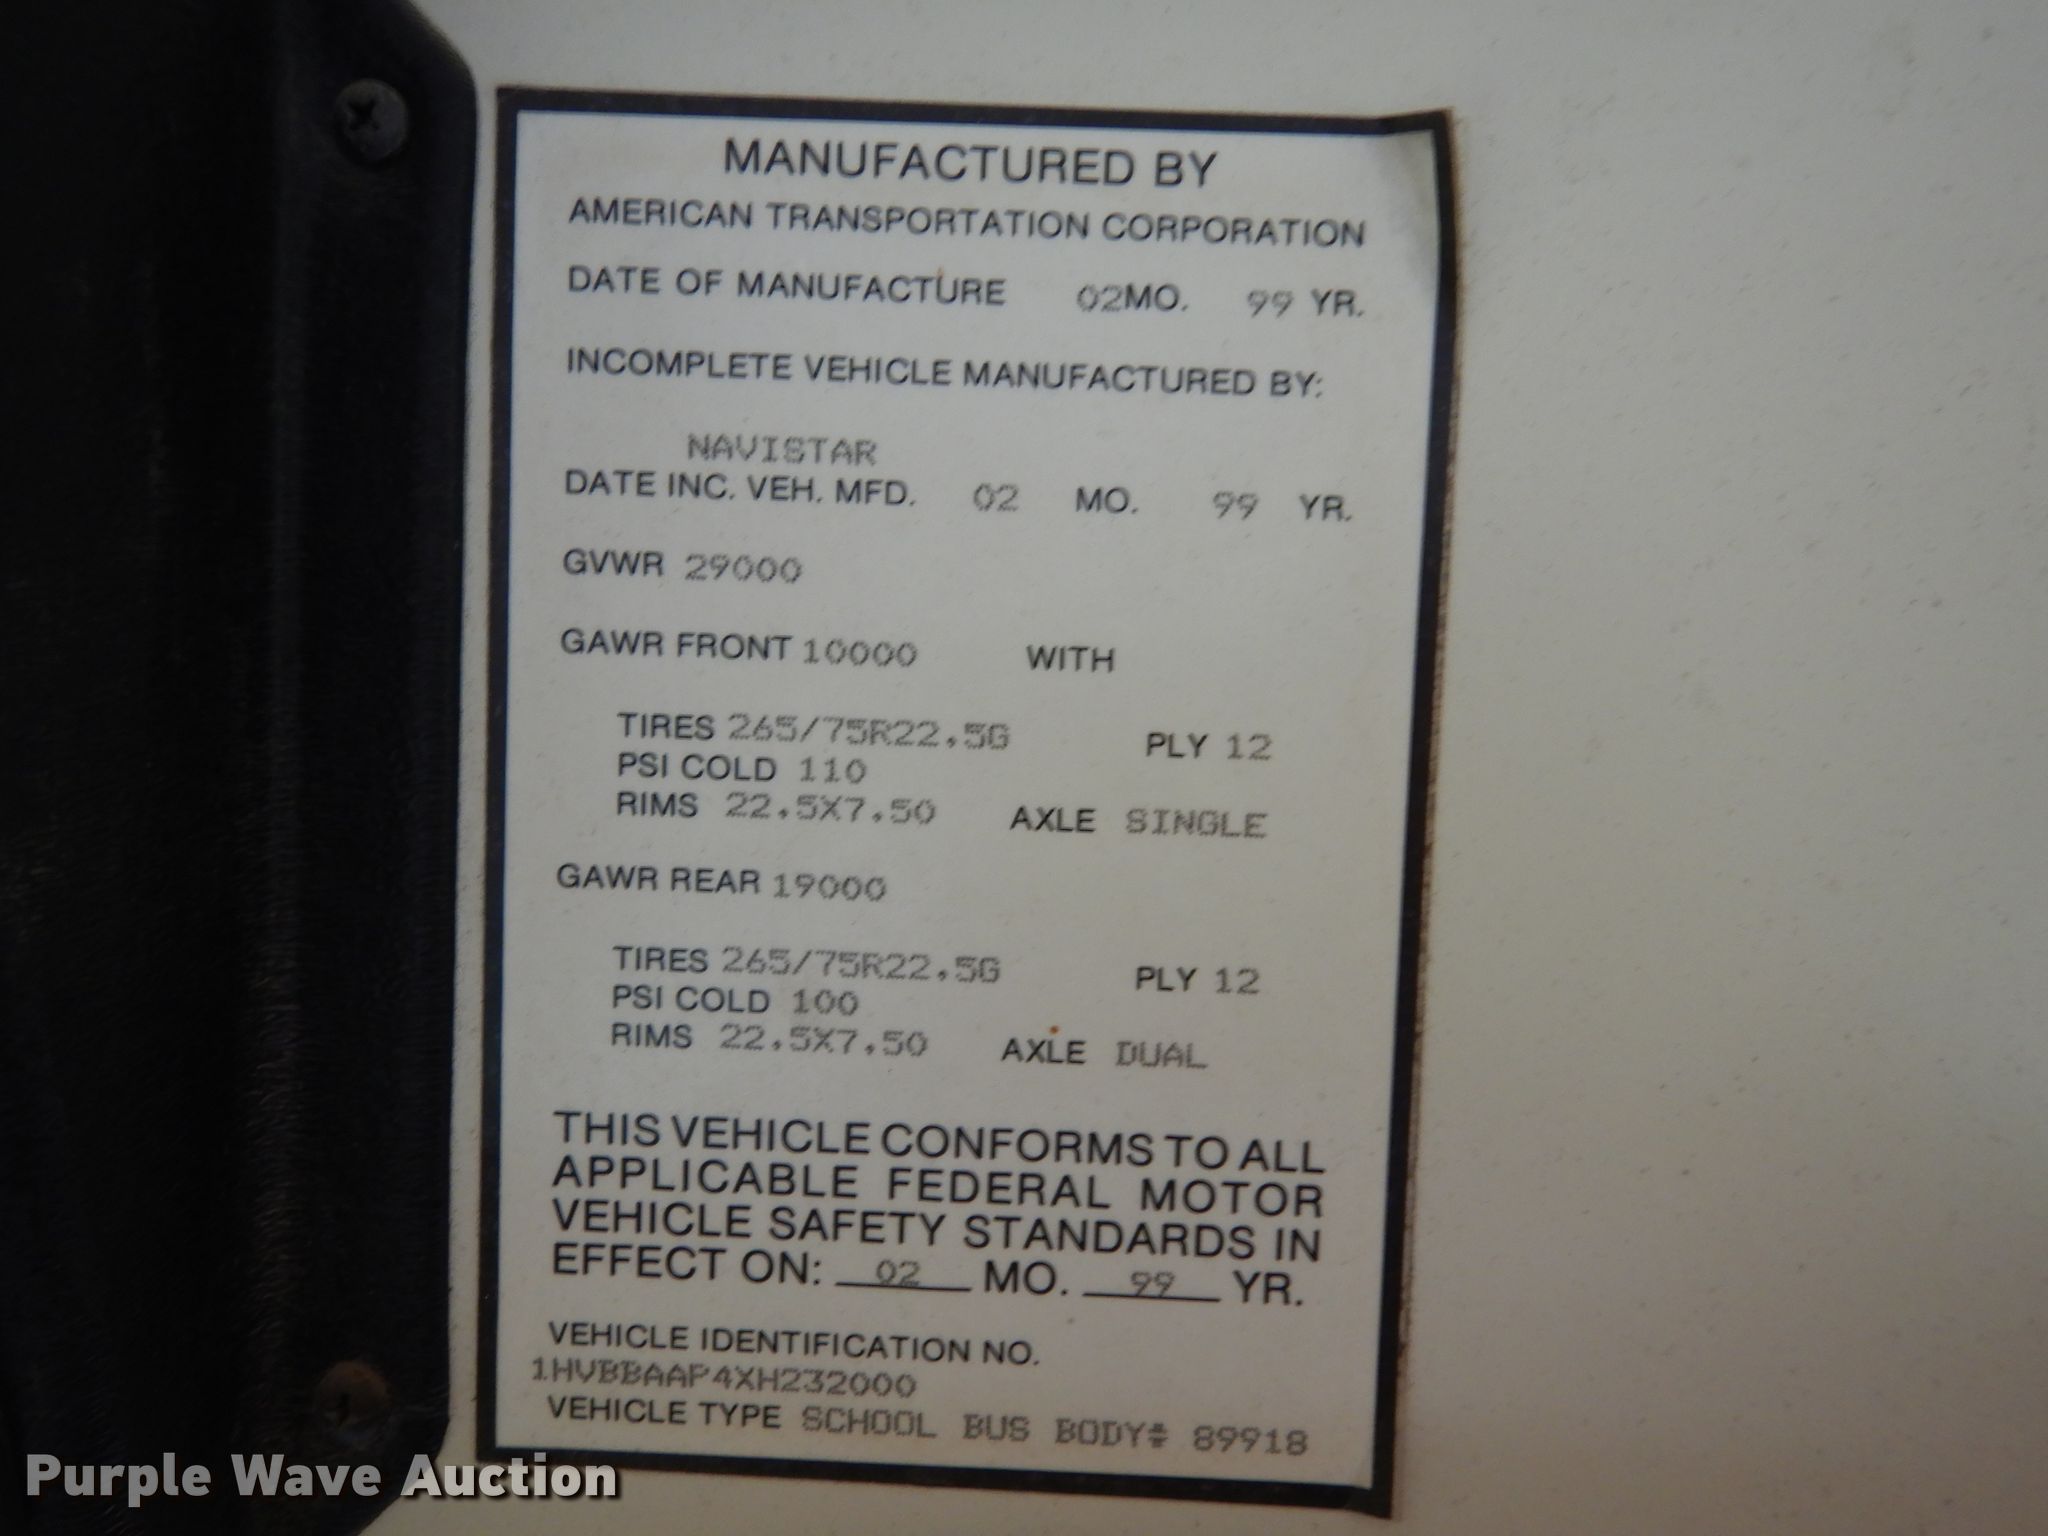 MANUFACTURED BY
AMERICAN TRANSPORTATION CORPORATION
DATE OF MANUFACTURE 02MO. 99 YR.
INCOMPLETE VEHICLE MANUFACTURED BY:
NAVISTAR
DATE INC. VEH. MFD. 02 MO. 99 YR.
GVWR 29000
GAWR FRONT 10000 WITH
TIRES 265/75R22.5G PLY 12
PSI COLD 110
RIMS 22.5X7.50 AXLE SINGLE
GAWR REAR 19000
TIRES 265/75R22.5G PLY 12
PSI COLD 100
RIMS 22.5X7.50 AXLE DUAL
THIS VEHICLE CONFORMS TO ALL
APPLICABLE FEDERAL MOTOR
VEHICLE SAFETY STANDARDS IN
EFFECT ON: 02 MO. 99 YR.
VEHICLE IDENTIFICATION NO.
1HVBBAAP4XH232000
VEHICLE TYPE SCHOOL BUS BODY# 89918
Purple Wave Auction